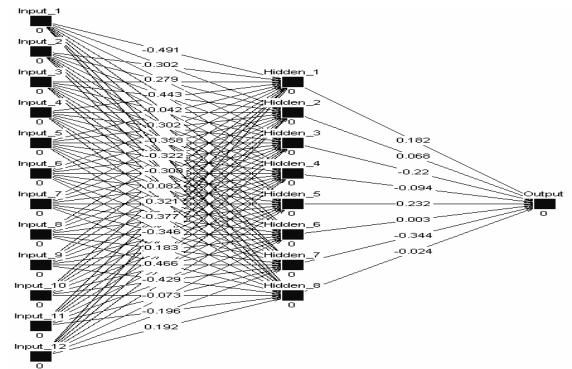 Input_1
0
Input_2
0
Input_3
0
Input_4
0
Input_5
0
Input_6
0
Input_7
0
Input_8
0
Input_9
0
Input_10
0
Input_11
0
Input_12
0
-0.491
-0.302
0.279
-0.443
-0.042
0.302
-0.358
-0.322
0.082
0.321
0.377
-0.346
0.183
0.466
-0.429
-0.073
-0.196
0.192
Hidden_1
0
Hidden_2
0
Hidden_3
0
Hidden_4
0
Hidden_5
0
Hidden_6
0
Hidden_7
0
Hidden_8
0
0.182
0.068
-0.22
-0.094
0.232
0.003
-0.344
-0.024
Output
0